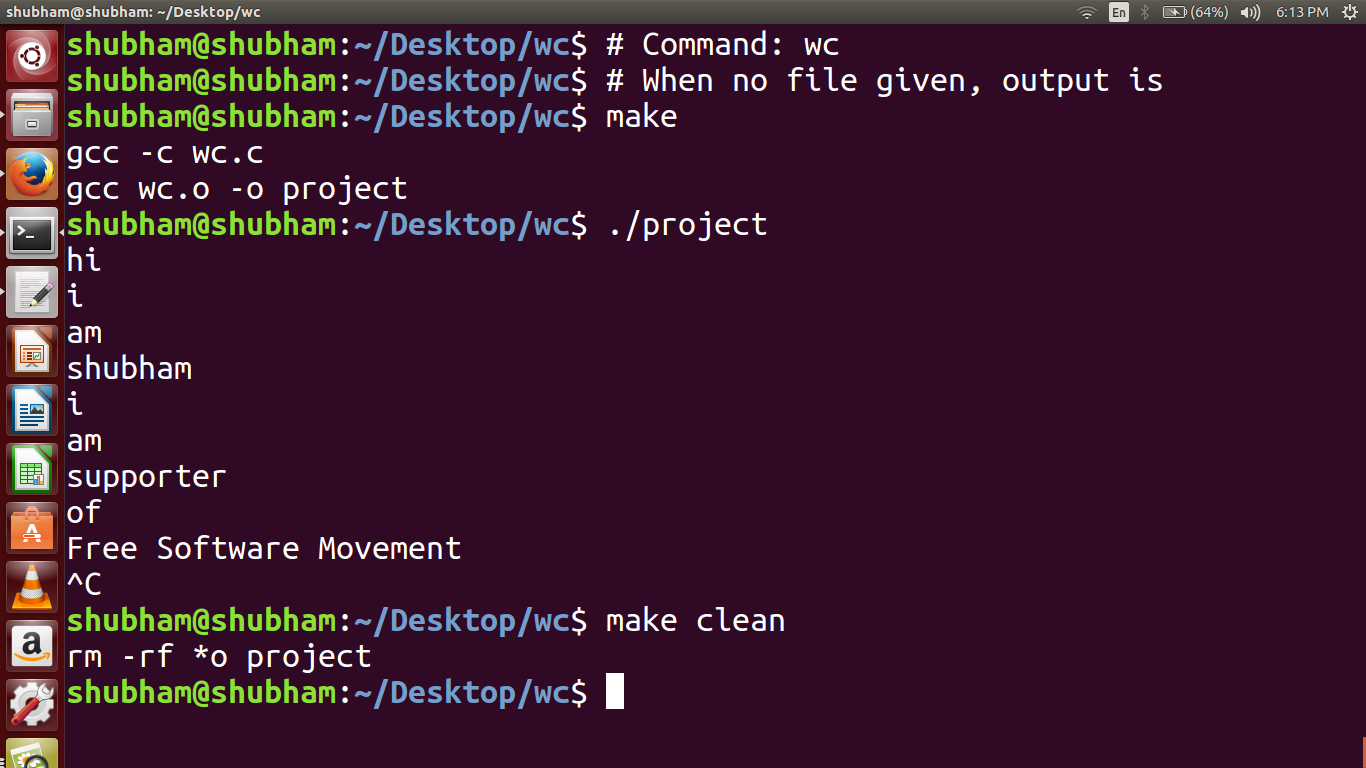 shubham@shubham: ~/Desktop/wc
En
(64%)
6:13 PM
shubham@shubham:~/Desktop/wc$ # Command: wc
shubham@shubham:~/Desktop/wc$ # When no file given, output is
shubham@shubham:~/Desktop/wc$ make
gcc -c wc.c
gcc wc.o -o project
shubham@shubham:~/Desktop/wc$ ./project
hi
i
am
shubham
i
am
supporter
of
Free Software Movement
^C
shubham@shubham:~/Desktop/wc$ make clean
rm -rf *o project
shubham@shubham:~/Desktop/wc$